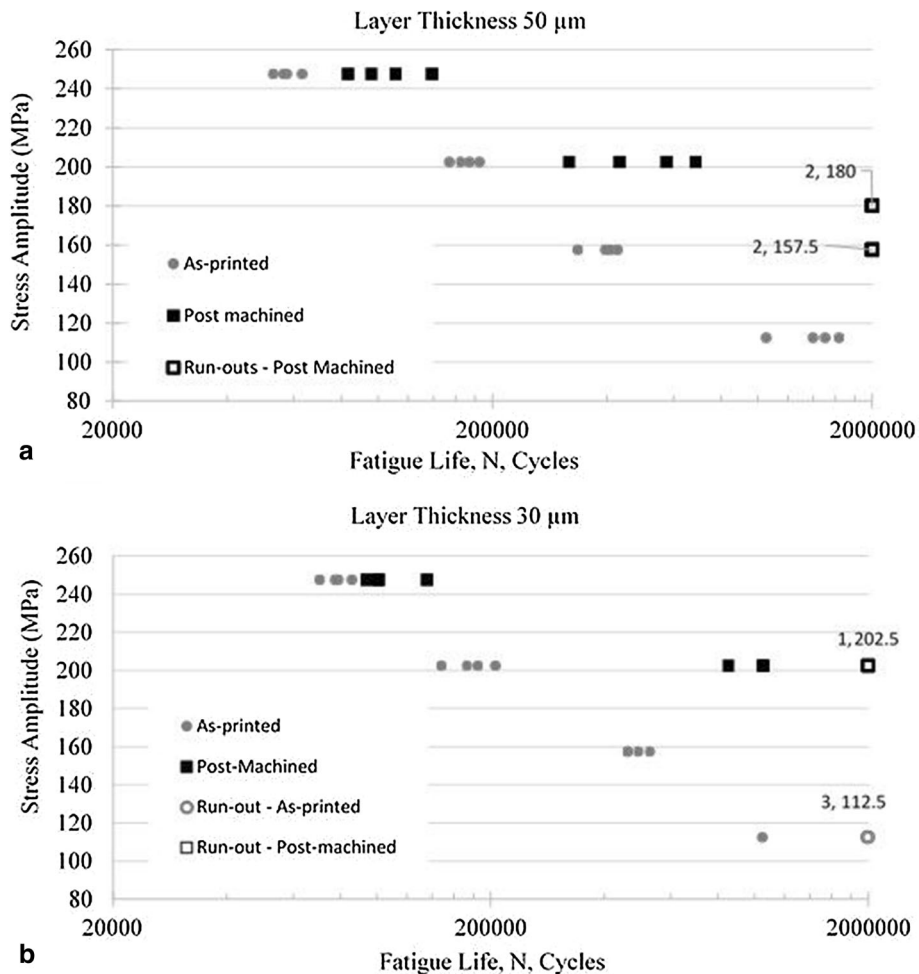 Layer Thickness 50 µm
Stress Amplitude (MPa)
260
240
220
200
180
160
140
120
100
80
2, 180
2, 157.5
As-printed
Post machined
Run-outs - Post Machined
20000 200000 2000000
a
Fatigue Life, N, Cycles
Layer Thickness 30 µm
Stress Amplitude (MPa)
260
240
220
200
180
160
140
120
100
80
1,202.5
As-printed
Post-Machined
Run-out - As-printed
Run-out - Post-machined
3, 112.5
20000 200000 2000000
b
Fatigue Life, N, Cycles